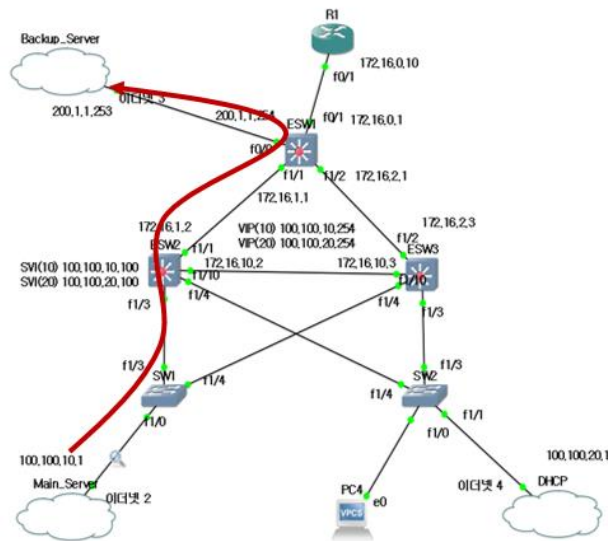 R1
Backup_Server
172,16,0,10
f0/1
이더넷 3
200,1,1,253
200,1,1,254
ESW1
f0/1
172,16,0,1
f0/0
f1/1
f1/2
172,16,2,1
172,16,1,1
172,16,1,2
VIP(10) 100,100,10,254
VIP(20) 100,100,20,254
172,16,2,3
ESW2
f1/1
f1/2
ESW3
SVI(10) 100,100,10,100
SVI(20) 100,100,20,100
172,16,10,2
172,16,10,3
f1/10
f1/10
f1/3
f1/4
f1/4
f1/3
f1/3
SW1
f1/4
f1/3
SW2
f1/4
f1/1
f1/0
f1/0
100,100,10,1
100,100,20,1
Main_Server
이더넷 2
PC4
e0
VPCS
이더넷 4
DHCP